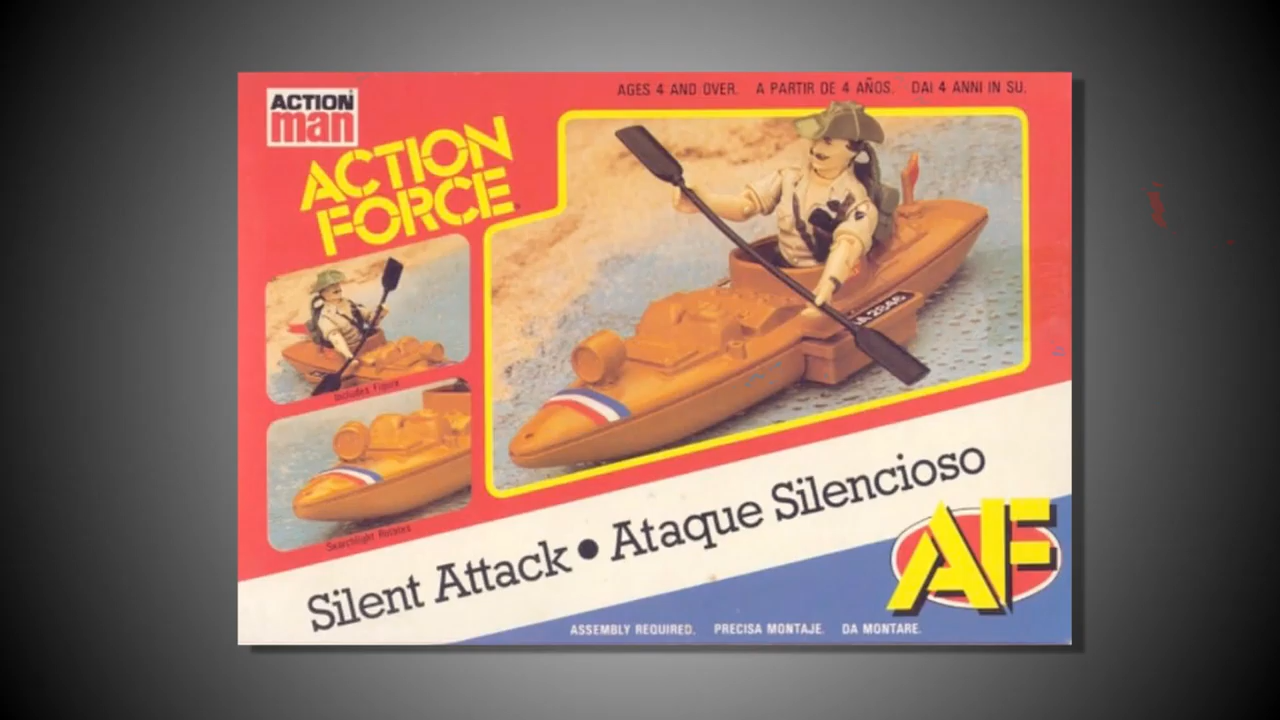 AGES 4 AND OVER. A PARTIR DE 4 AÑOS. DAI 4 ANNI IN SU.
ACTION
man
ACTION
FORCE
Includes Figure
Searchlight Rotates
Silent Attack • Ataque Silencioso
AF
ASSEMBLY REQUIRED. PRECISA MONTAJE. DA MONTARE.